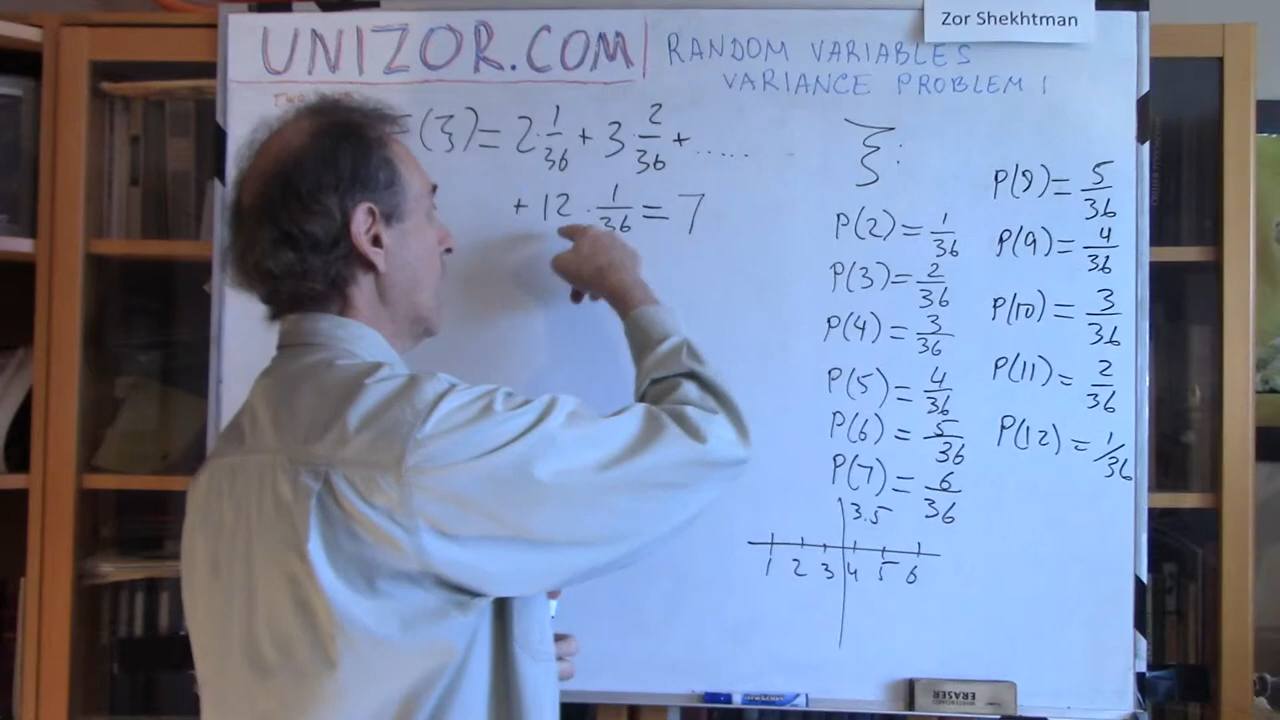 Zor Shekhtman
UNIZOR.COM
RANDOM VARIABLES
VARIANCE PROBLEM 1
(ξ) = 2 · 1/36 + 3 · 2/36 + .....
+ 12 · 1/36 = 7
ξ:
P(2) = 1/36
P(3) = 2/36
P(4) = 3/36
P(5) = 4/36
P(6) = 5/36
P(7) = 6/36
P(8) = 5/36
P(9) = 4/36
P(10) = 3/36
P(11) = 2/36
P(12) = 1/36
3.5
1 2 3 4 5 6
ERASER